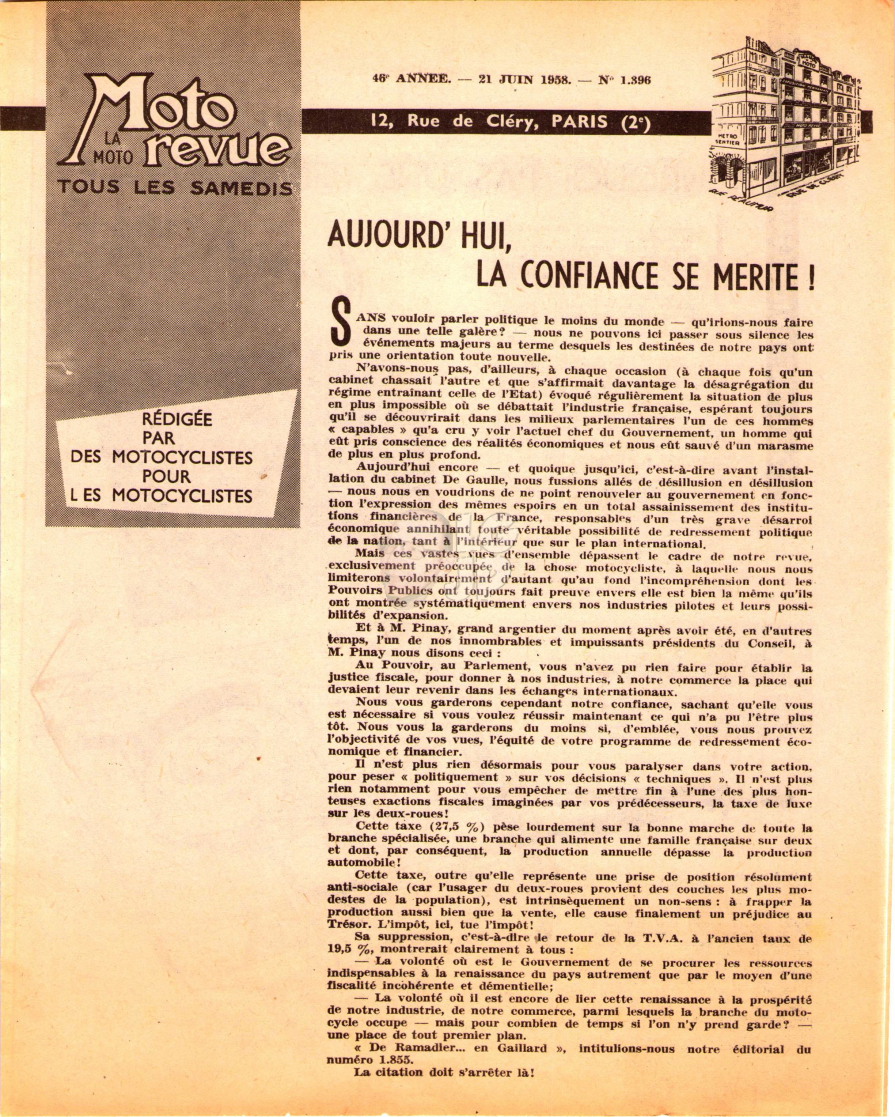 46e ANNEE. — 21 JUIN 1958. — N° 1.396
12, Rue de Cléry, PARIS (2e)
METRO
SENTIER
RUE DE CLERY
Moto
LA
MOTO revue
TOUS LES SAMEDIS
RÉDIGÉE
PAR
DES MOTOCYCLISTES
POUR
LES MOTOCYCLISTES
AUJOURD' HUI,
LA CONFIANCE SE MERITE !
SANS vouloir parler politique le moins du monde — qu'irions-nous faire
dans une telle galère? — nous ne pouvons ici passer sous silence les
événements majeurs au terme desquels les destinées de notre pays ont
pris une orientation toute nouvelle.
N'avons-nous pas, d'ailleurs, à chaque occasion (à chaque fois qu'un
cabinet chassait l'autre et que s'affirmait davantage la désagrégation du
régime entraînant celle de l'Etat) évoqué régulièrement la situation de plus
en plus impossible où se débattait l'industrie française, espérant toujours
qu'il se découvrirait dans les milieux parlementaires l'un de ces hommes
« capables » qu'a cru y voir l'actuel chef du Gouvernement, un homme qui
eût pris conscience des réalités économiques et nous eût sauvé d'un marasme
de plus en plus profond.
Aujourd'hui encore — et quoique jusqu'ici, c'est-à-dire avant l'instal-
lation du cabinet De Gaulle, nous fussions allés de désillusion en désillusion
— nous nous en voudrions de ne point renouveler au gouvernement en fonc-
tion l'expression des mêmes espoirs en un total assainissement des institu-
tions financières de la France, responsables d'un très grave désarroi
économique annihilant toute véritable possibilité de redressement politique
de la nation, tant à l'intérieur que sur le plan international.
Mais ces vastes vues d'ensemble dépassent le cadre de notre revue,
exclusivement préoccupée de la chose motocycliste, à laquelle nous nous
limiterons volontairement d'autant qu'au fond l'incompréhension dont les
Pouvoirs Publics ont toujours fait preuve envers elle est bien la même qu'ils
ont montrée systématiquement envers nos industries pilotes et leurs possi-
bilités d'expansion.
Et à M. Pinay, grand argentier du moment après avoir été, en d'autres
temps, l'un de nos innombrables et impuissants présidents du Conseil, à
M. Pinay nous disons ceci :
Au Pouvoir, au Parlement, vous n'avez pu rien faire pour établir la
justice fiscale, pour donner à nos industries, à notre commerce la place qui
devaient leur revenir dans les échanges internationaux.
Nous vous garderons cependant notre confiance, sachant qu'elle vous
est nécessaire si vous voulez réussir maintenant ce qui n'a pu l'être plus
tôt. Nous vous la garderons du moins si, d'emblée, vous nous prouvez
l'objectivité de vos vues, l'équité de votre programme de redressement éco-
nomique et financier.
Il n'est plus rien désormais pour vous paralyser dans votre action,
pour peser « politiquement » sur vos décisions « techniques ». Il n'est plus
rien notamment pour vous empêcher de mettre fin à l'une des plus hon-
teuses exactions fiscales imaginées par vos prédécesseurs, la taxe de luxe
sur les deux-roues!
Cette taxe (27,5 %) pèse lourdement sur la bonne marche de toute la
branche spécialisée, une branche qui alimente une famille française sur deux
et dont, par conséquent, la production annuelle dépasse la production
automobile!
Cette taxe, outre qu'elle représente une prise de position résolument
anti-sociale (car l'usager du deux-roues provient des couches les plus mo-
destes de la population), est intrinsèquement un non-sens : à frapper la
production aussi bien que la vente, elle cause finalement un préjudice au
Trésor. L'impôt, ici, tue l'impôt!
Sa suppression, c'est-à-dire le retour de la T.V.A. à l'ancien taux de
19,5 %, montrerait clairement à tous :
— La volonté où est le Gouvernement de se procurer les ressources
indispensables à la renaissance du pays autrement que par le moyen d'une
fiscalité incohérente et démentielle;
— La volonté où il est encore de lier cette renaissance à la prospérité
de notre industrie, de notre commerce, parmi lesquels la branche du moto-
cycle occupe — mais pour combien de temps si l'on n'y prend garde? —
une place de tout premier plan.
« De Ramadier... en Gaillard », intitulions-nous notre éditorial du
numéro 1.855.
La citation doit s'arrêter là!